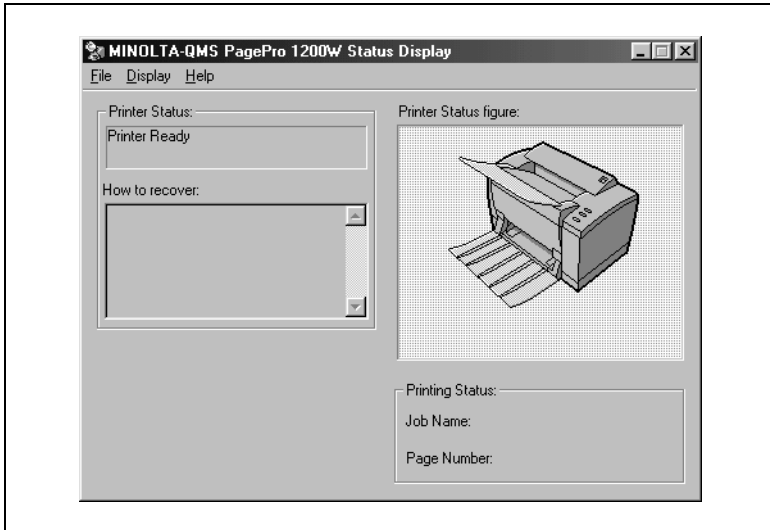 MINOLTA-QMS PagePro 1200W Status Display
File Display Help
Printer Status:
Printer Ready
How to recover:
Printer Status figure:
Printing Status:
Job Name:
Page Number: